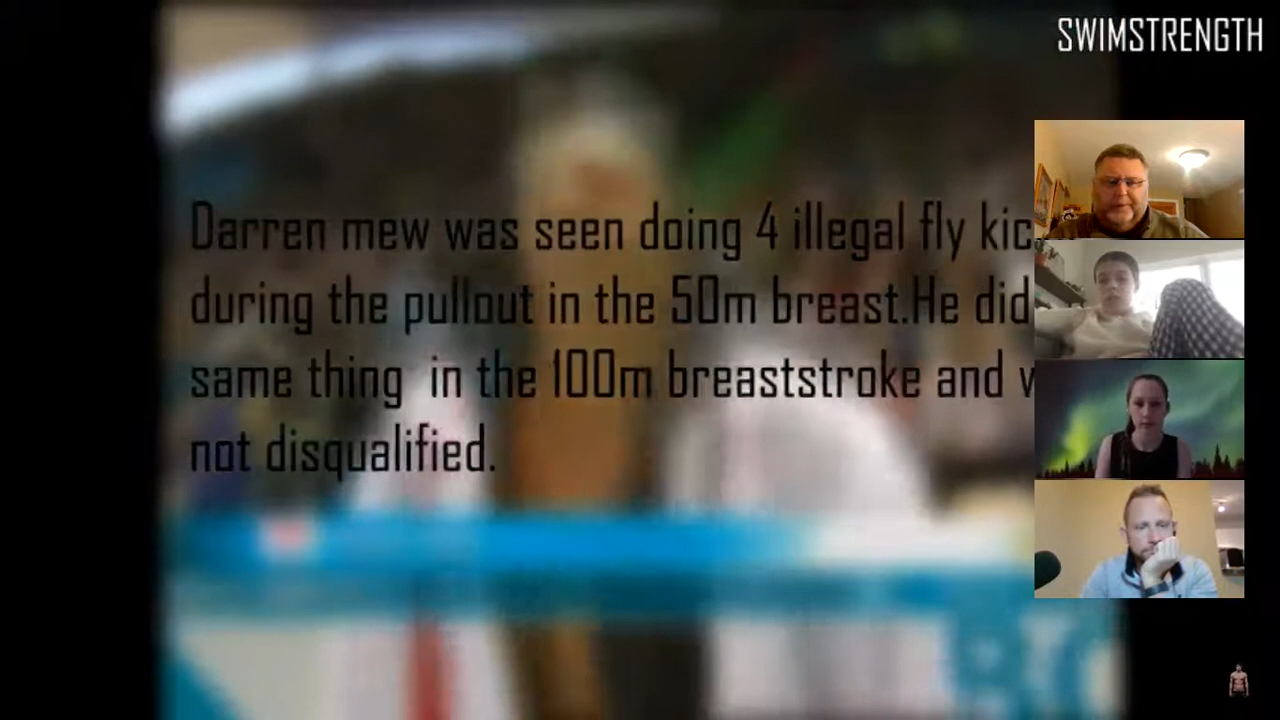 SWIMSTRENGTH
Darren mew was seen doing 4 illegal fly kic
during the pullout in the 50m breast.He did
same thing in the 100m breaststroke and
not disqualified.